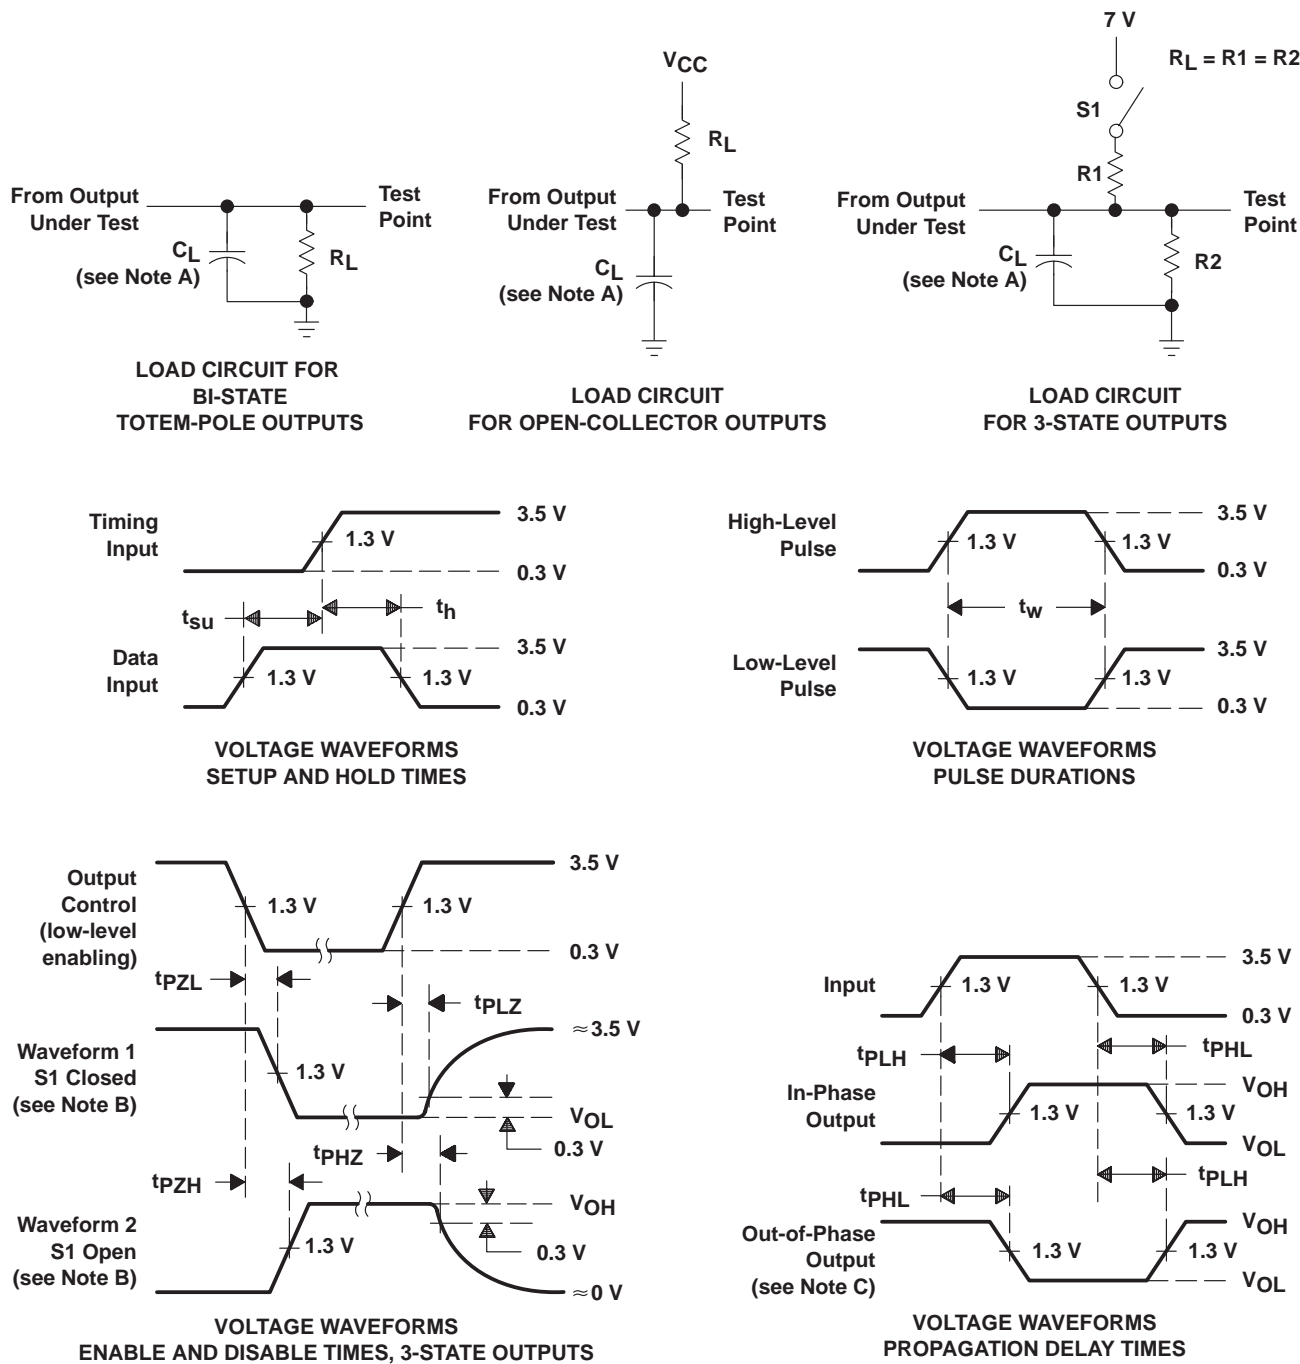 From Output
Under Test
CL
(see Note A)
RL
Test
Point
LOAD CIRCUIT FOR
BI-STATE
TOTEM-POLE OUTPUTS
VCC
RL
From Output
Under Test
Test
Point
CL
(see Note A)
LOAD CIRCUIT
FOR OPEN-COLLECTOR OUTPUTS
7 V
RL = R1 = R2
S1
R1
From Output
Under Test
Test
Point
CL
(see Note A)
R2
LOAD CIRCUIT
FOR 3-STATE OUTPUTS
Timing
Input
1.3 V
3.5 V
0.3 V
tsu
th
Data
Input
1.3 V
1.3 V
3.5 V
0.3 V
VOLTAGE WAVEFORMS
SETUP AND HOLD TIMES
High-Level
Pulse
1.3 V
1.3 V
3.5 V
0.3 V
tw
Low-Level
Pulse
1.3 V
1.3 V
3.5 V
0.3 V
VOLTAGE WAVEFORMS
PULSE DURATIONS
Output
Control
(low-level
enabling)
1.3 V
1.3 V
3.5 V
0.3 V
tPZL
tPLZ
Waveform 1
S1 Closed
(see Note B)
1.3 V
≈3.5 V
VOL
0.3 V
tPHZ
tPZH
Waveform 2
S1 Open
(see Note B)
1.3 V
VOH
0.3 V
≈0 V
VOLTAGE WAVEFORMS
ENABLE AND DISABLE TIMES, 3-STATE OUTPUTS
Input
1.3 V
1.3 V
3.5 V
0.3 V
tPLH
tPHL
In-Phase
Output
1.3 V
1.3 V
VOH
VOL
tPHL
tPLH
Out-of-Phase
Output
(see Note C)
1.3 V
1.3 V
VOH
VOL
VOLTAGE WAVEFORMS
PROPAGATION DELAY TIMES